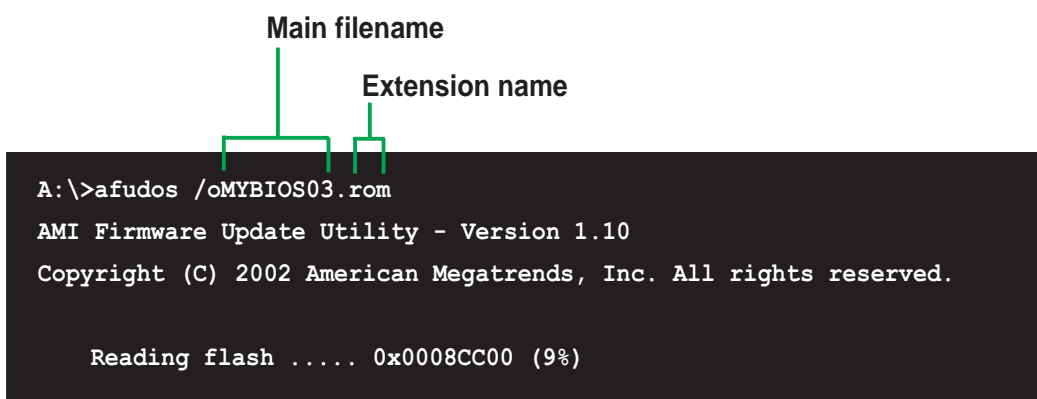 Main filename
Extension name
A:\>afudos /oMYBIOS03.rom
AMI Firmware Update Utility - Version 1.10
Copyright (C) 2002 American Megatrends, Inc. All rights reserved.
Reading flash ..... 0x0008CC00 (9%)